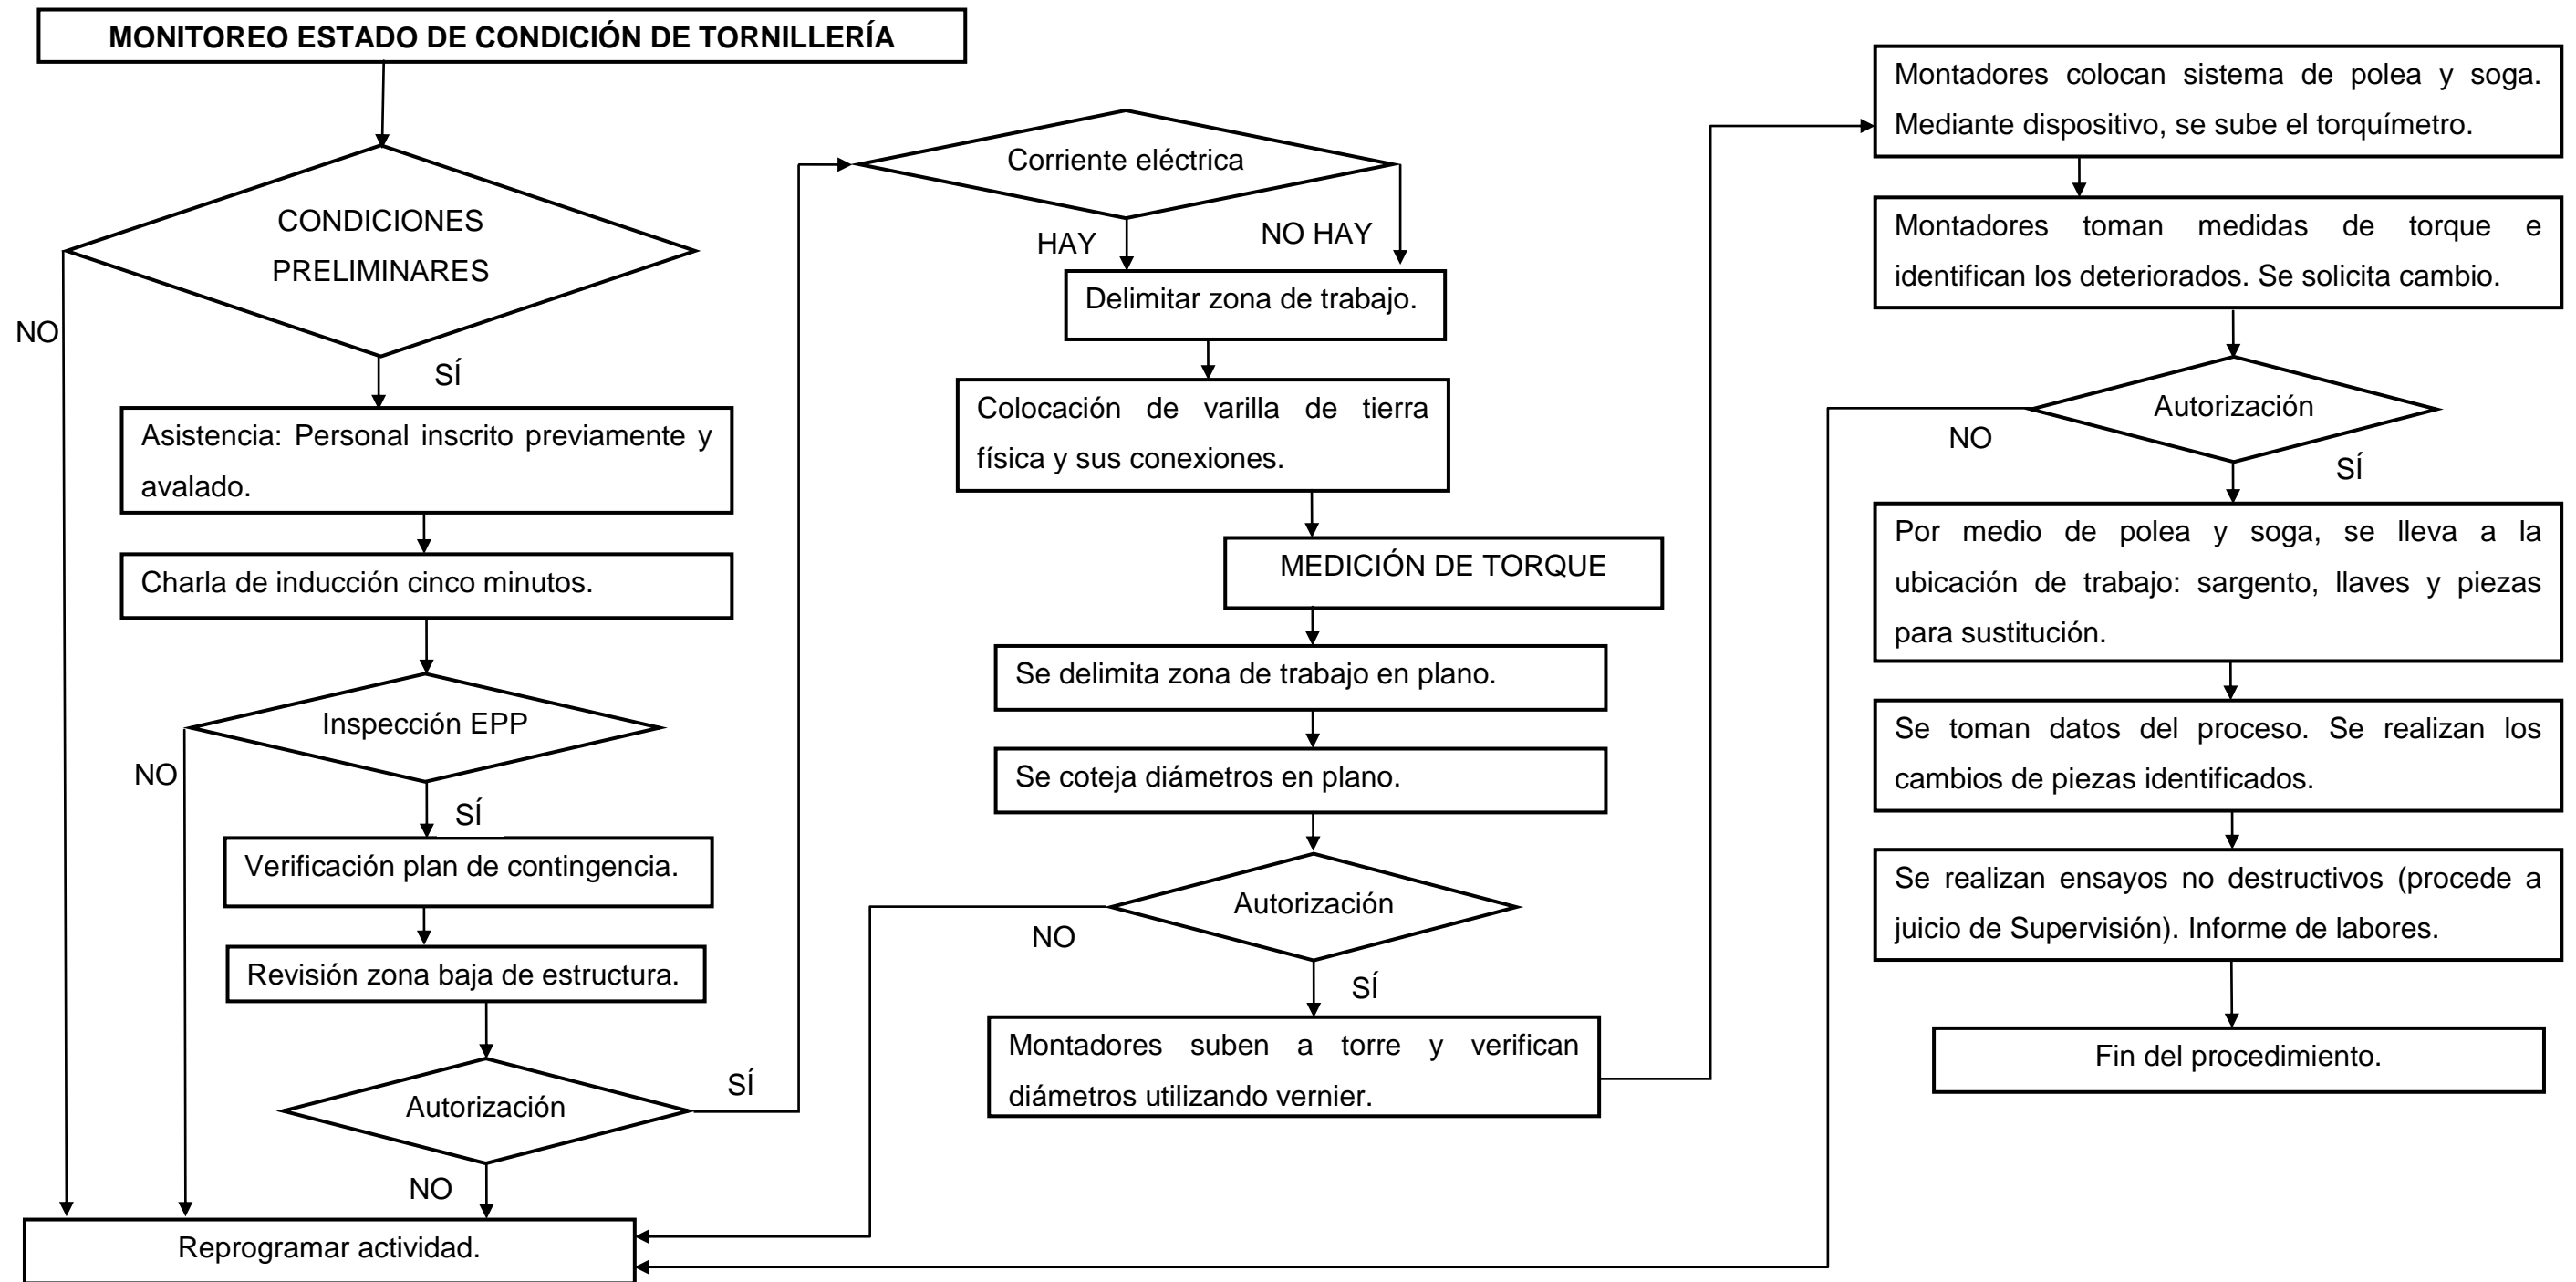 MONITOREO ESTADO DE CONDICIÓN DE TORNILLERÍA
CONDICIONES
PRELIMINARES
NO
SÍ
Asistencia: Personal inscrito previamente y
avalado.
Charla de inducción cinco minutos.
Inspección EPP
NO
SÍ
Verificación plan de contingencia.
Revisión zona baja de estructura.
Autorización
SÍ
NO
Reprogramar actividad.
Corriente eléctrica
HAY
NO HAY
Delimitar zona de trabajo.
Colocación de varilla de tierra
física y sus conexiones.
MEDICIÓN DE TORQUE
Se delimita zona de trabajo en plano.
Se coteja diámetros en plano.
Autorización
NO
SÍ
Montadores suben a torre y verifican
diámetros utilizando vernier.
Montadores colocan sistema de polea y soga.
Mediante dispositivo, se sube el torquímetro.
Montadores toman medidas de torque e
identifican los deteriorados. Se solicita cambio.
Autorización
NO
SÍ
Por medio de polea y soga, se lleva a la
ubicación de trabajo: sargento, llaves y piezas
para sustitución.
Se toman datos del proceso. Se realizan los
cambios de piezas identificados.
Se realizan ensayos no destructivos (procede a
juicio de Supervisión). Informe de labores.
Fin del procedimiento.